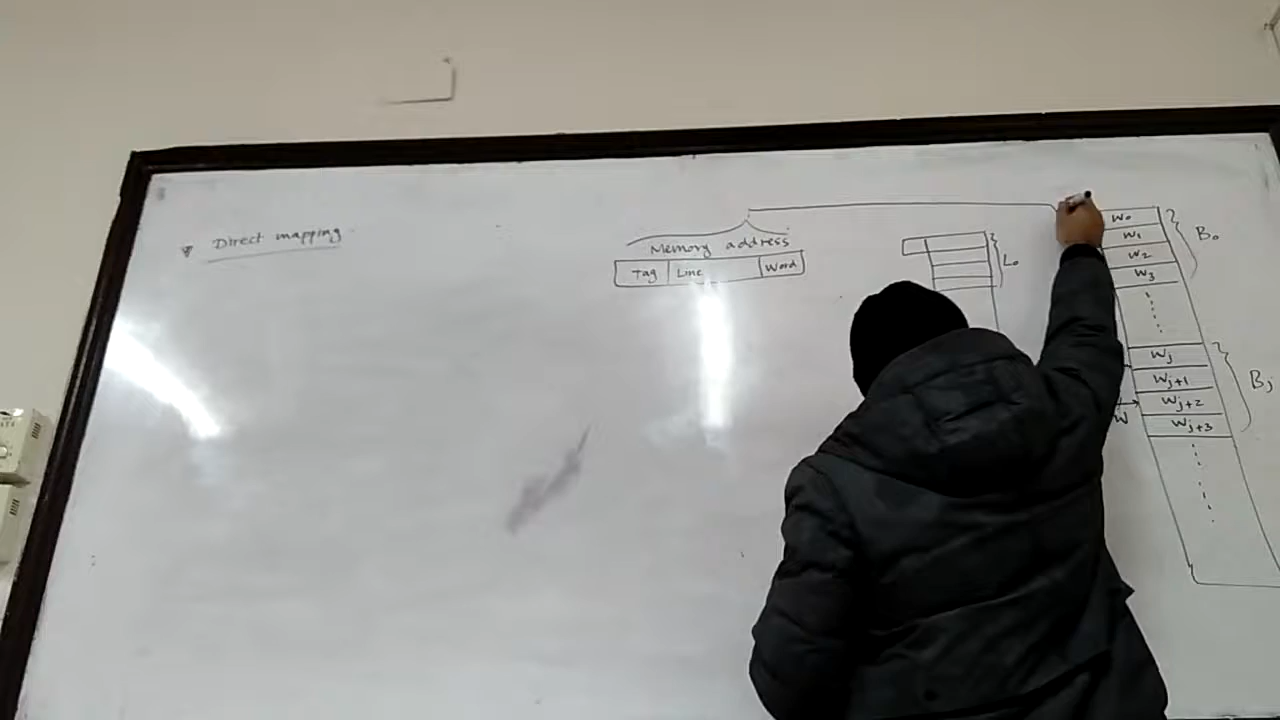 Direct mapping
Memory address
Tag Line Word
L₀
W₀
W₁
W₂
W₃
B₀
Wj
Wj+1
Wj+2
Wj+3
Bj
W